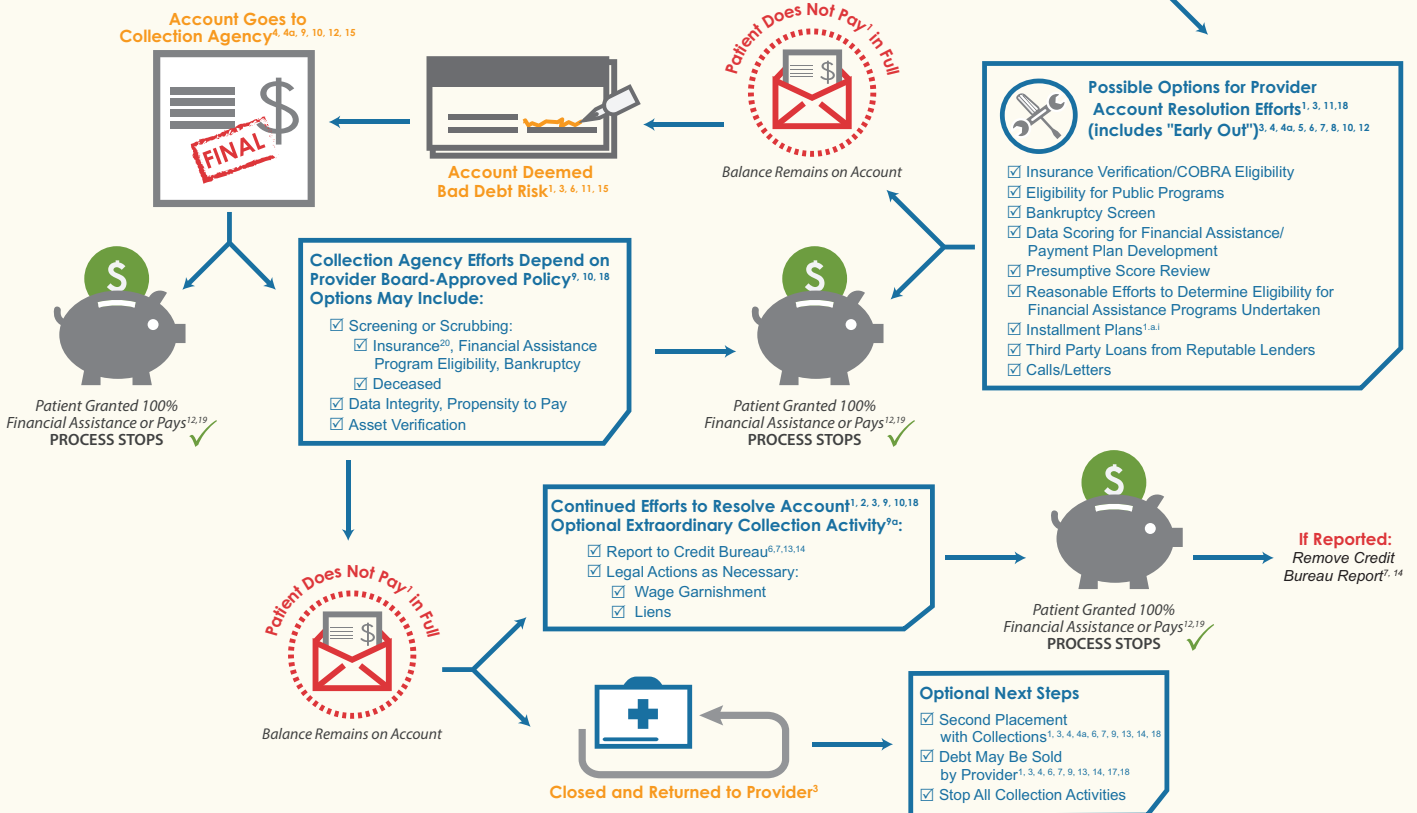 Account Goes to
Collection Agency4, 4a, 9, 10, 12, 15
$
FINAL
Account Deemed
Bad Debt Risk1, 3, 6, 11, 15
Patient Does Not Pay1 in Full
$
Balance Remains on Account
Possible Options for Provider
Account Resolution Efforts1, 3, 11,18
(includes "Early Out")3, 4, 4a, 5, 6, 7, 8, 10, 12
☑ Insurance Verification/COBRA Eligibility
☑ Eligibility for Public Programs
☑ Bankruptcy Screen
☑ Data Scoring for Financial Assistance/
Payment Plan Development
☑ Presumptive Score Review
☑ Reasonable Efforts to Determine Eligibility for
Financial Assistance Programs Undertaken
☑ Installment Plans1.a.i
☑ Third Party Loans from Reputable Lenders
☑ Calls/Letters
$
Patient Granted 100%
Financial Assistance or Pays12,19
PROCESS STOPS
Collection Agency Efforts Depend on
Provider Board-Approved Policy9, 10, 18
Options May Include:
☑ Screening or Scrubbing:
☑ Insurance20, Financial Assistance
Program Eligibility, Bankruptcy
☑ Deceased
☑ Data Integrity, Propensity to Pay
☑ Asset Verification
$
Patient Granted 100%
Financial Assistance or Pays12,19
PROCESS STOPS
Patient Does Not Pay1 in Full
$
Balance Remains on Account
Continued Efforts to Resolve Account1, 2, 3, 9, 10,18
Optional Extraordinary Collection Activity9a:
☑ Report to Credit Bureau6,7,13,14
☑ Legal Actions as Necessary:
☑ Wage Garnishment
☑ Liens
$
Patient Granted 100%
Financial Assistance or Pays12,19
PROCESS STOPS
If Reported:
Remove Credit
Bureau Report7, 14
Closed and Returned to Provider3
Optional Next Steps
☑ Second Placement
with Collections1, 3, 4, 4a, 6, 7, 9, 13, 14, 18
☑ Debt May Be Sold
by Provider1, 3, 4, 6, 7, 9, 13, 14, 17,18
☑ Stop All Collection Activities